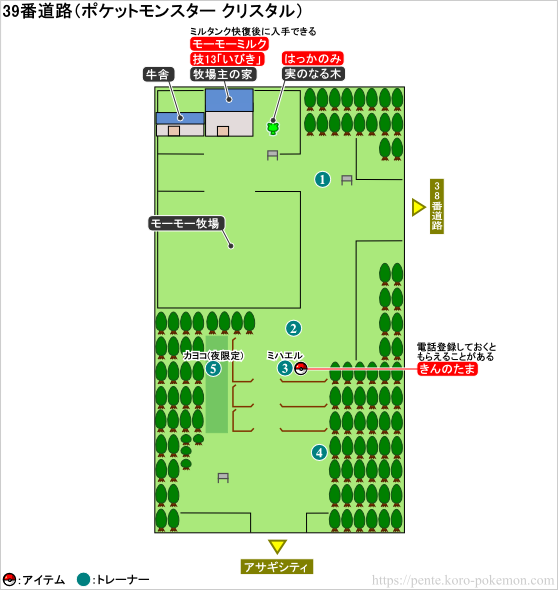 39番道路(ポケットモンスター クリスタル)
ミルタンク快復後に入手できる
モーモーミルク
技13「いびき」
牧場主の家
はっかのみ
実のなる木
牛舎
1
38番道路
モーモー牧場
2
カヨコ(夜限定)
5
ミハエル
3
電話登録しておくと
もらえることがある
きんのたま
4
アサギシティ
:アイテム
:トレーナー
https://pente.koro-pokemon.com/